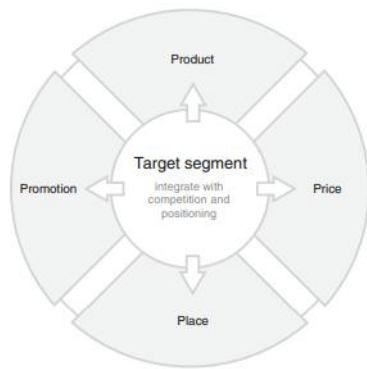 Product
Target segment
integrate with
competition and
positioning
Promotion
Price
Place